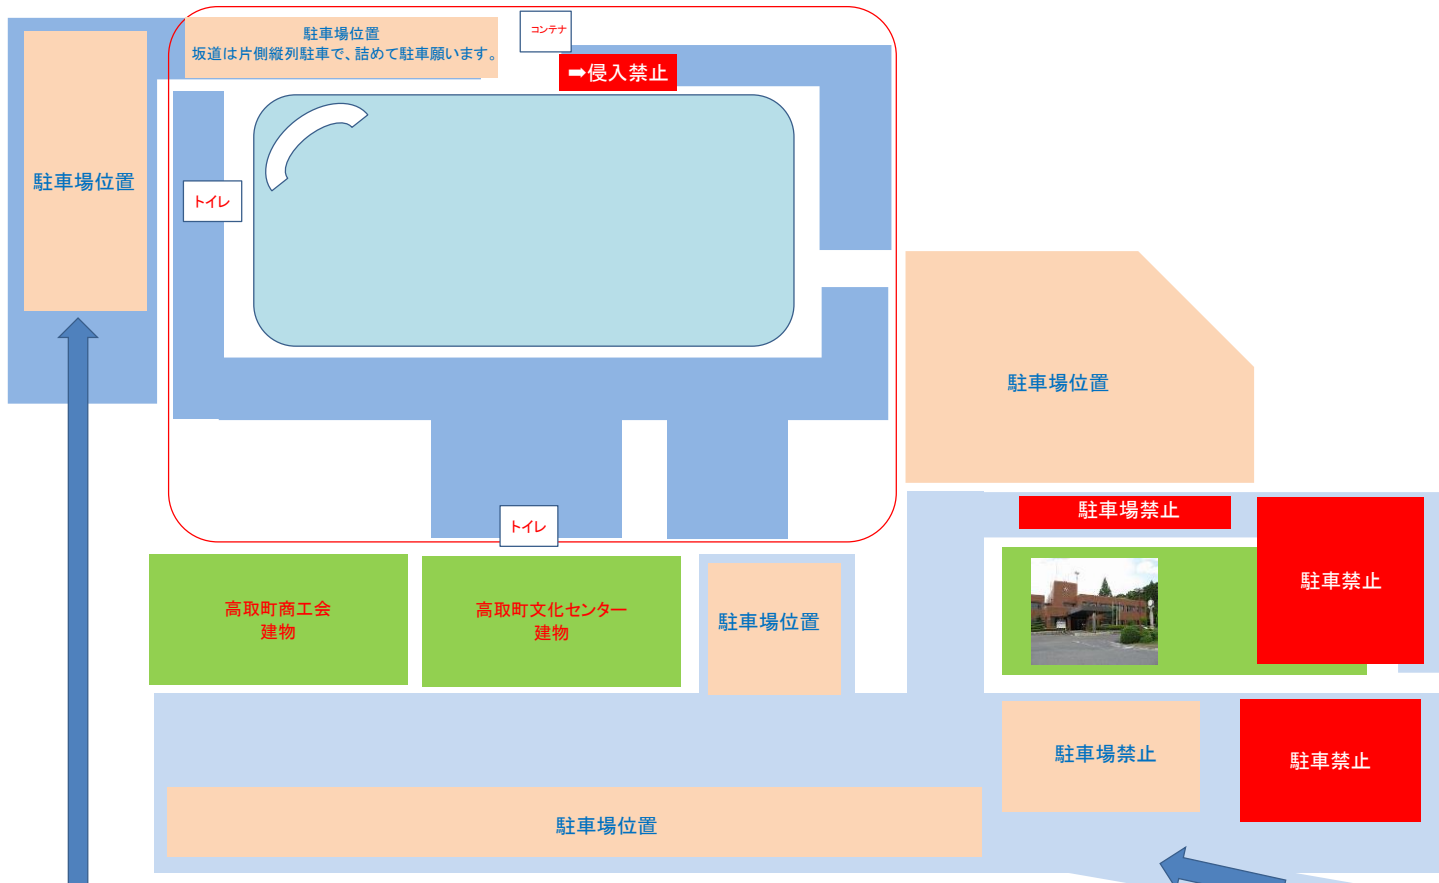 駐車場位置
坂道は片側縦列駐車で、詰めて駐車願います。
コンテナ
➡侵入禁止
駐車場位置
トイレ
駐車場位置
トイレ
駐車場禁止
駐車禁止
高取町商工会
建物
高取町文化センター
建物
駐車場位置
駐車場禁止
駐車禁止
駐車場位置